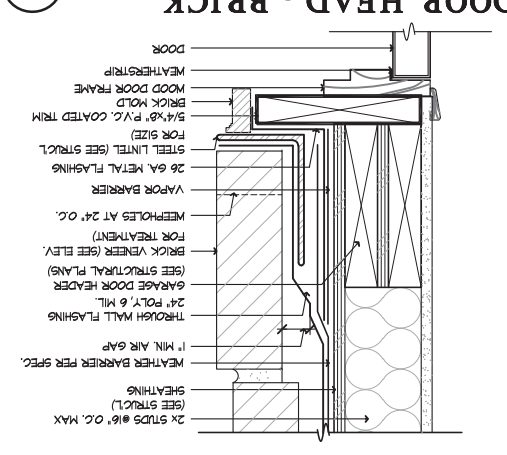 2x STUDS @16" O.C. MAX
(SEE STRUC'L)
SHEATHING
WEATHER BARRIER PER SPEC.
1" MIN. AIR GAP
THROUGH WALL FLASHING
24" POLY, 6 MIL.
GARAGE DOOR HEADER
(SEE STRUCTURAL PLANS)
BRICK VENEER (SEE ELEV.
FOR TREATMENT)
WEEPHOLES AT 24" O.C.
VAPOR BARRIER
26 GA. METAL FLASHING
STEEL LINTEL (SEE STRUC'L
FOR SIZE)
5/4"x8" P.V.C. COATED TRIM
BRICK MOLD
WOOD DOOR FRAME
WEATHERSTRIP
DOOR
DOOR HEAD - BRICK